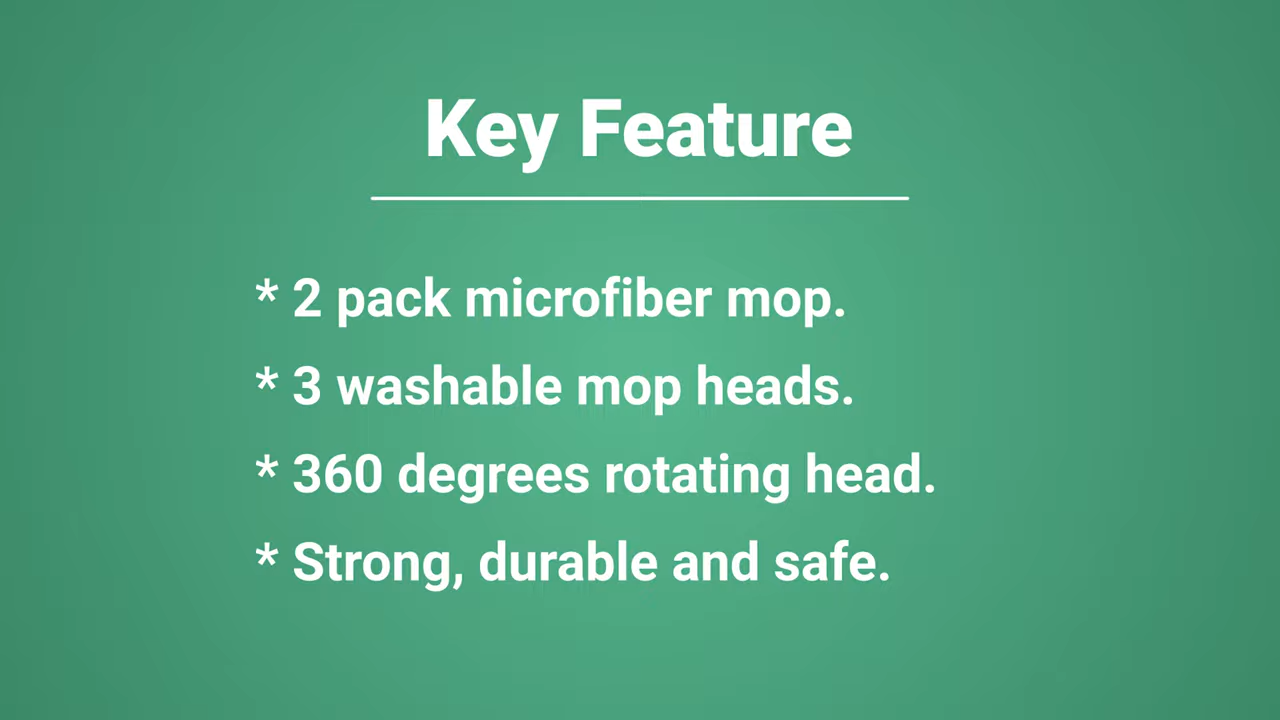 Key Feature
* 2 pack microfiber mop.
* 3 washable mop heads.
* 360 degrees rotating head.
* Strong, durable and safe.